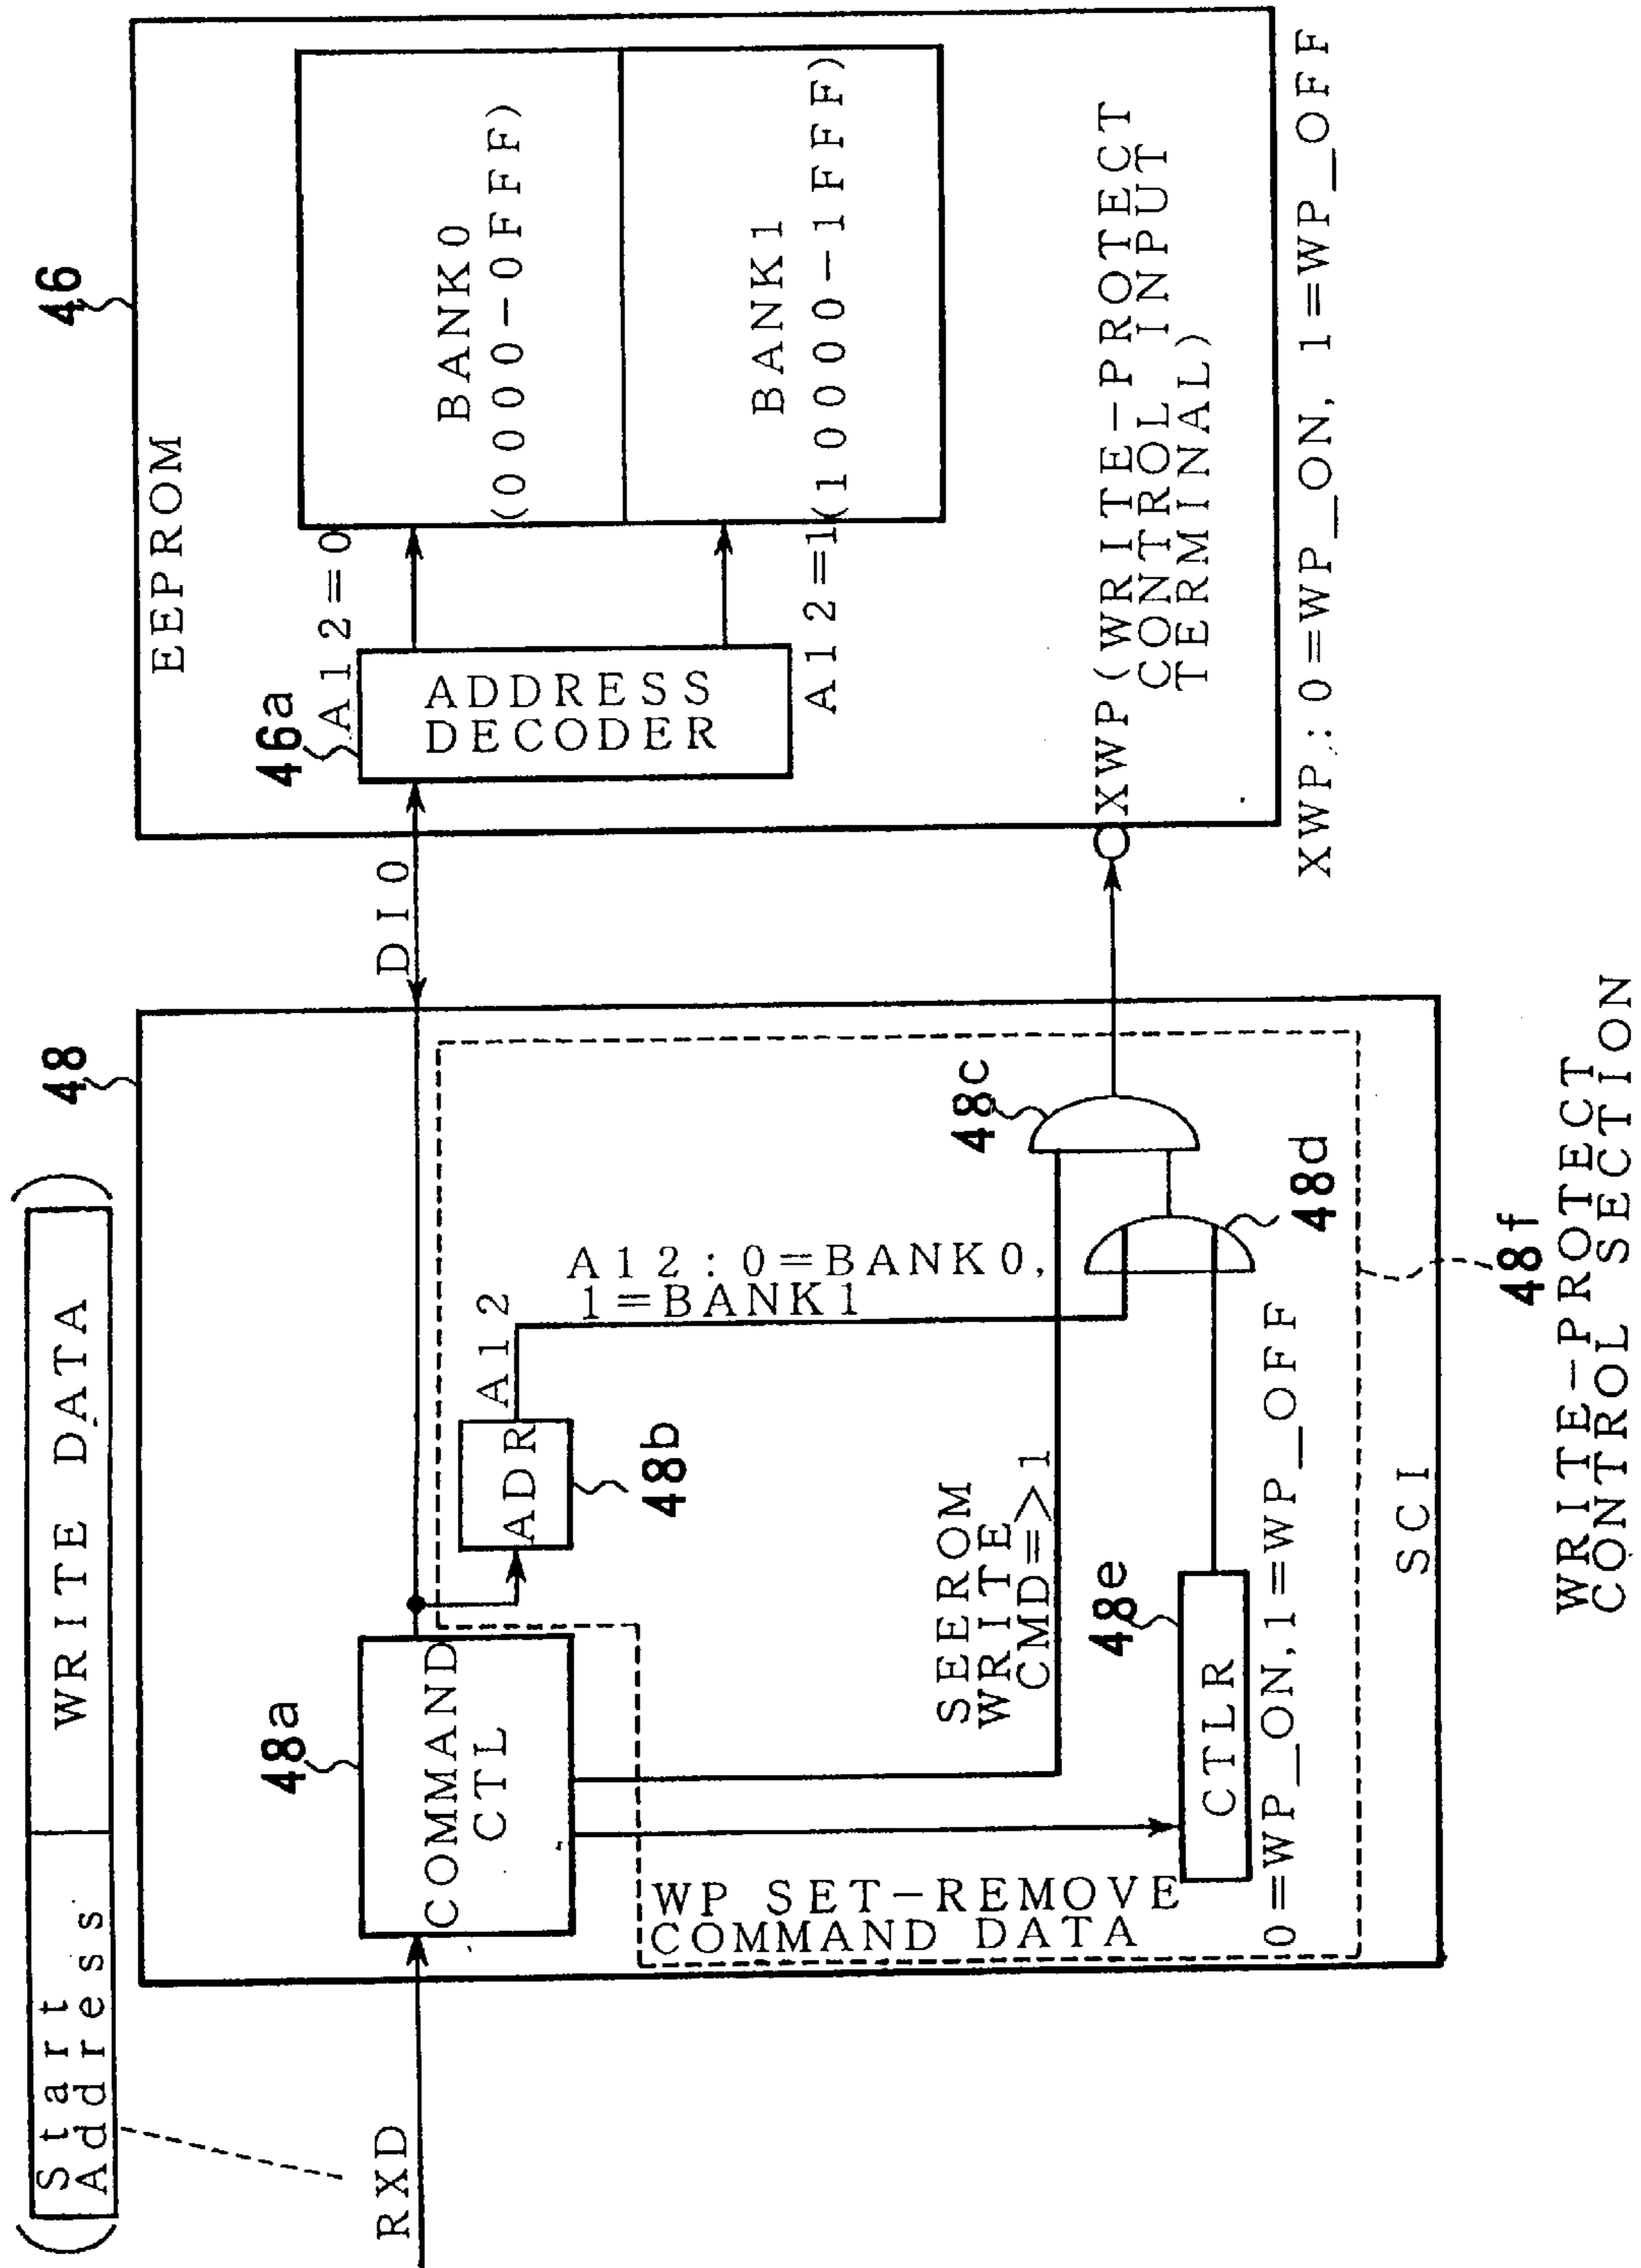 (Start
Address
WRITE DATA)
RXD
48
48a
COMMAND
CTL
ADR
48b
A12
A12:0=BANK0,
1=BANK1
SEEROM
WRITE
CMD=>1
48c
48d
48e
CTLR
0=WP_ON,1=WP_OFF
WP SET-REMOVE
COMMAND DATA
SCI
48f
WRITE-PROTECT
CONTROL SECTION
DIO
46
EEPROM
46a
ADDRESS
DECODER
A12=0
A12=1
BANK0
(0000-0FFF)
BANK1
(10000-1FFF)
XWP(WRITE-PROTECT
CONTROL INPUT
TERMINAL)
XWP:0=WP_ON, 1=WP_OFF